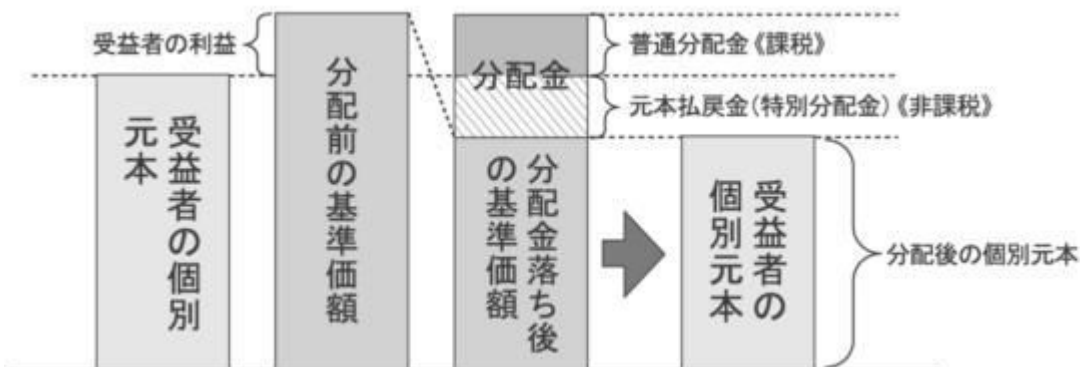 受益者の利益
受益者の個別
元本
分配前の基準価額
分配金
分配金落ち後
の基準価額
普通分配金《課税》
元本払戻金(特別分配金)《非課税》
受益者の
個別元本
分配後の個別元本